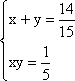 x + y = 14/15
xy = 1/5